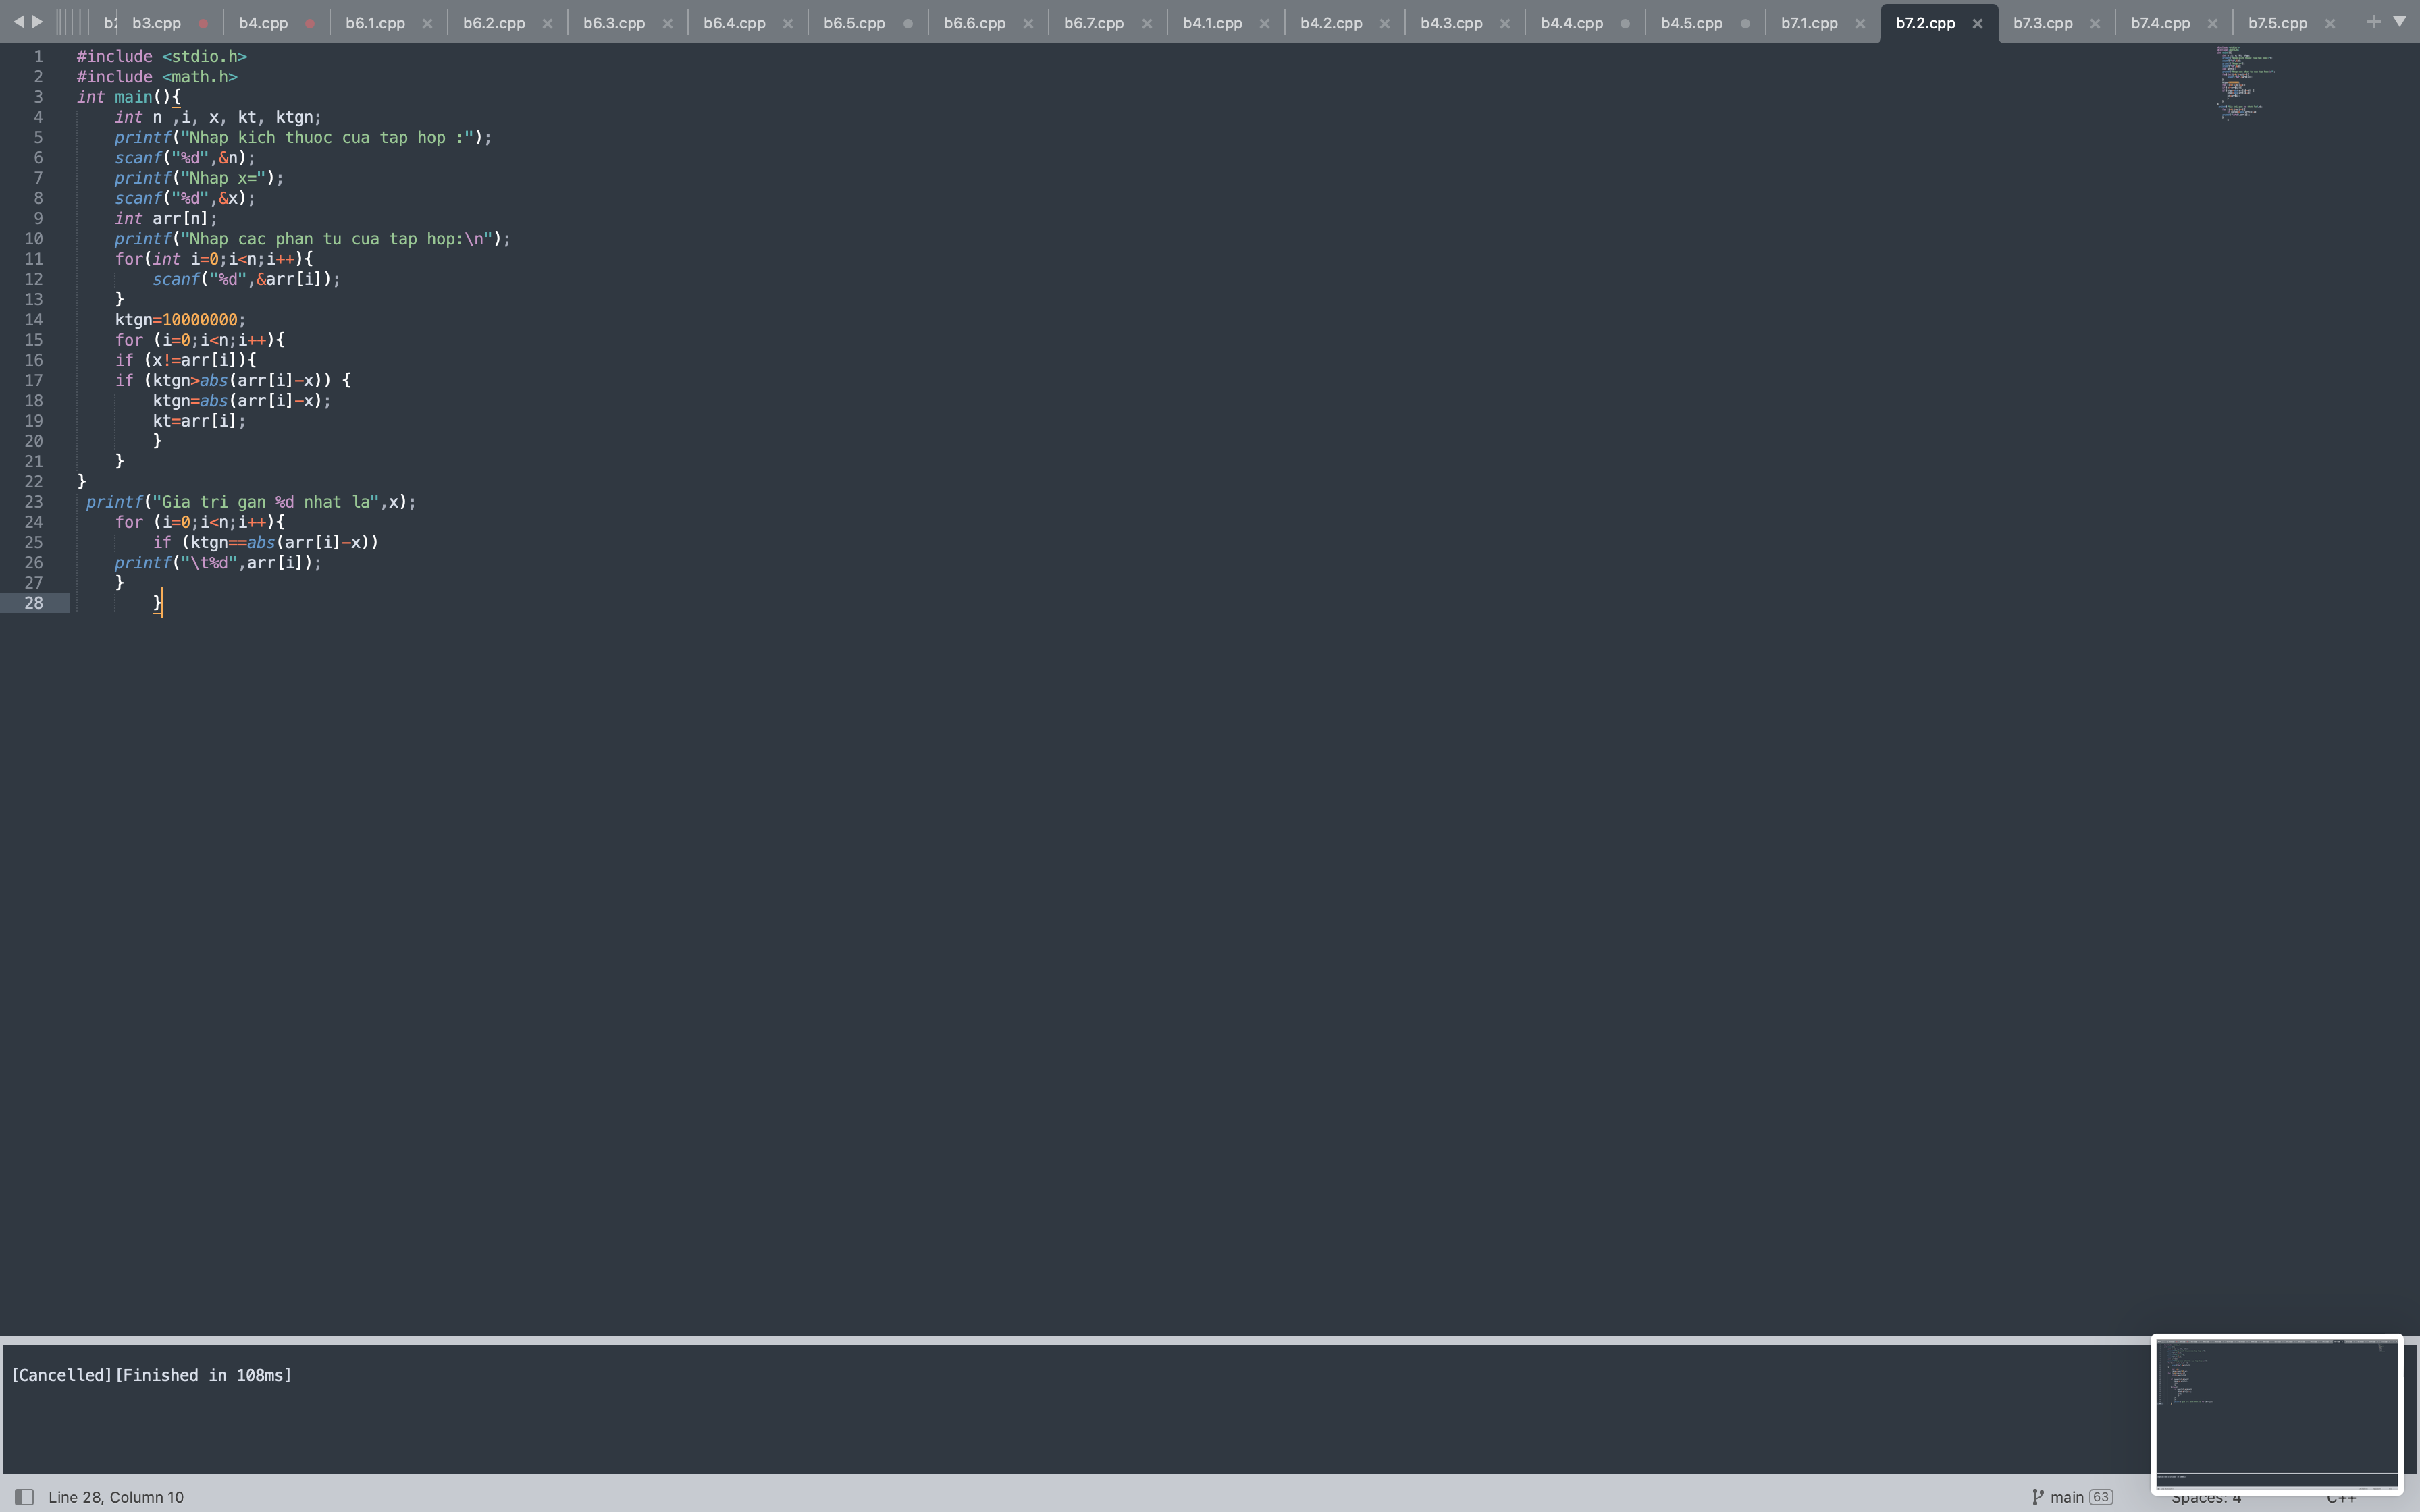 b3.cpp b4.cpp b6.1.cpp b6.2.cpp b6.3.cpp b6.4.cpp b6.5.cpp b6.6.cpp b6.7.cpp b4.1.cpp b4.2.cpp b4.3.cpp b4.4.cpp b4.5.cpp b7.1.cpp b7.2.cpp b7.3.cpp b7.4.cpp b7.5.cpp
1 #include <stdio.h>
2 #include <math.h>
3 int main(){
4     int n ,i, x, kt, ktgn;
5     printf("Nhap kich thuoc cua tap hop :");
6     scanf("%d",&n);
7     printf("Nhap x=");
8     scanf("%d",&x);
9     int arr[n];
10     printf("Nhap cac phan tu cua tap hop:\n");
11     for(int i=0;i<n;i++){
12         scanf("%d",&arr[i]);
13     }
14     ktgn=10000000;
15     for (i=0;i<n;i++){
16     if (x!=arr[i]){
17     if (ktgn>abs(arr[i]-x)) {
18         ktgn=abs(arr[i]-x);
19         kt=arr[i];
20         }
21     }
22 }
23  printf("Gia tri gan %d nhat la",x);
24     for (i=0;i<n;i++){
25         if (ktgn==abs(arr[i]-x))
26     printf("\t%d",arr[i]);
27     }
28         }
[Cancelled][Finished in 108ms]
Line 28, Column 10 main 63 Spaces: 4 C++